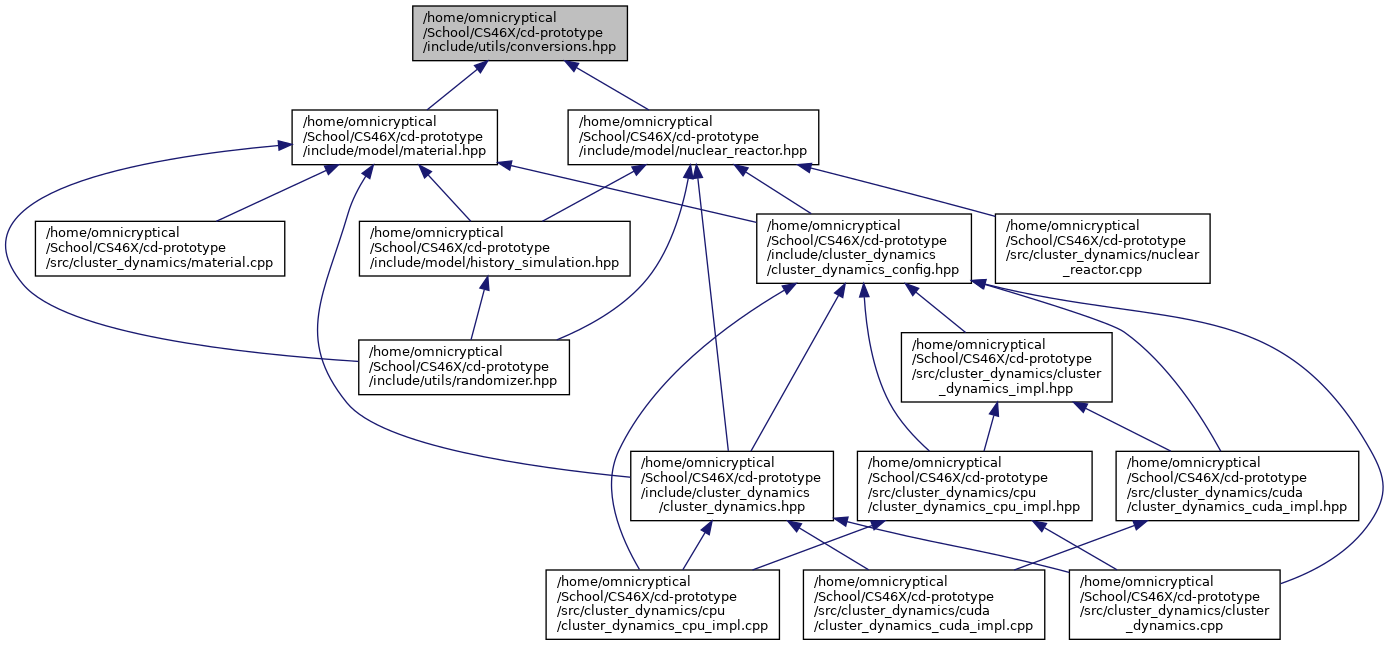 /home/omnicryptical
/School/CS46X/cd-prototype
/include/utils/conversions.hpp
/home/omnicryptical
/School/CS46X/cd-prototype
/include/model/material.hpp
/home/omnicryptical
/School/CS46X/cd-prototype
/include/model/nuclear_reactor.hpp
/home/omnicryptical
/School/CS46X/cd-prototype
/src/cluster_dynamics/material.cpp
/home/omnicryptical
/School/CS46X/cd-prototype
/include/model/history_simulation.hpp
/home/omnicryptical
/School/CS46X/cd-prototype
/include/cluster_dynamics
/cluster_dynamics_config.hpp
/home/omnicryptical
/School/CS46X/cd-prototype
/src/cluster_dynamics/nuclear
_reactor.cpp
/home/omnicryptical
/School/CS46X/cd-prototype
/include/utils/randomizer.hpp
/home/omnicryptical
/School/CS46X/cd-prototype
/src/cluster_dynamics/cluster
_dynamics_impl.hpp
/home/omnicryptical
/School/CS46X/cd-prototype
/include/cluster_dynamics
/cluster_dynamics.hpp
/home/omnicryptical
/School/CS46X/cd-prototype
/src/cluster_dynamics/cpu
/cluster_dynamics_cpu_impl.hpp
/home/omnicryptical
/School/CS46X/cd-prototype
/src/cluster_dynamics/cuda
/cluster_dynamics_cuda_impl.hpp
/home/omnicryptical
/School/CS46X/cd-prototype
/src/cluster_dynamics/cpu
/cluster_dynamics_cpu_impl.cpp
/home/omnicryptical
/School/CS46X/cd-prototype
/src/cluster_dynamics/cuda
/cluster_dynamics_cuda_impl.cpp
/home/omnicryptical
/School/CS46X/cd-prototype
/src/cluster_dynamics/cluster
_dynamics.cpp